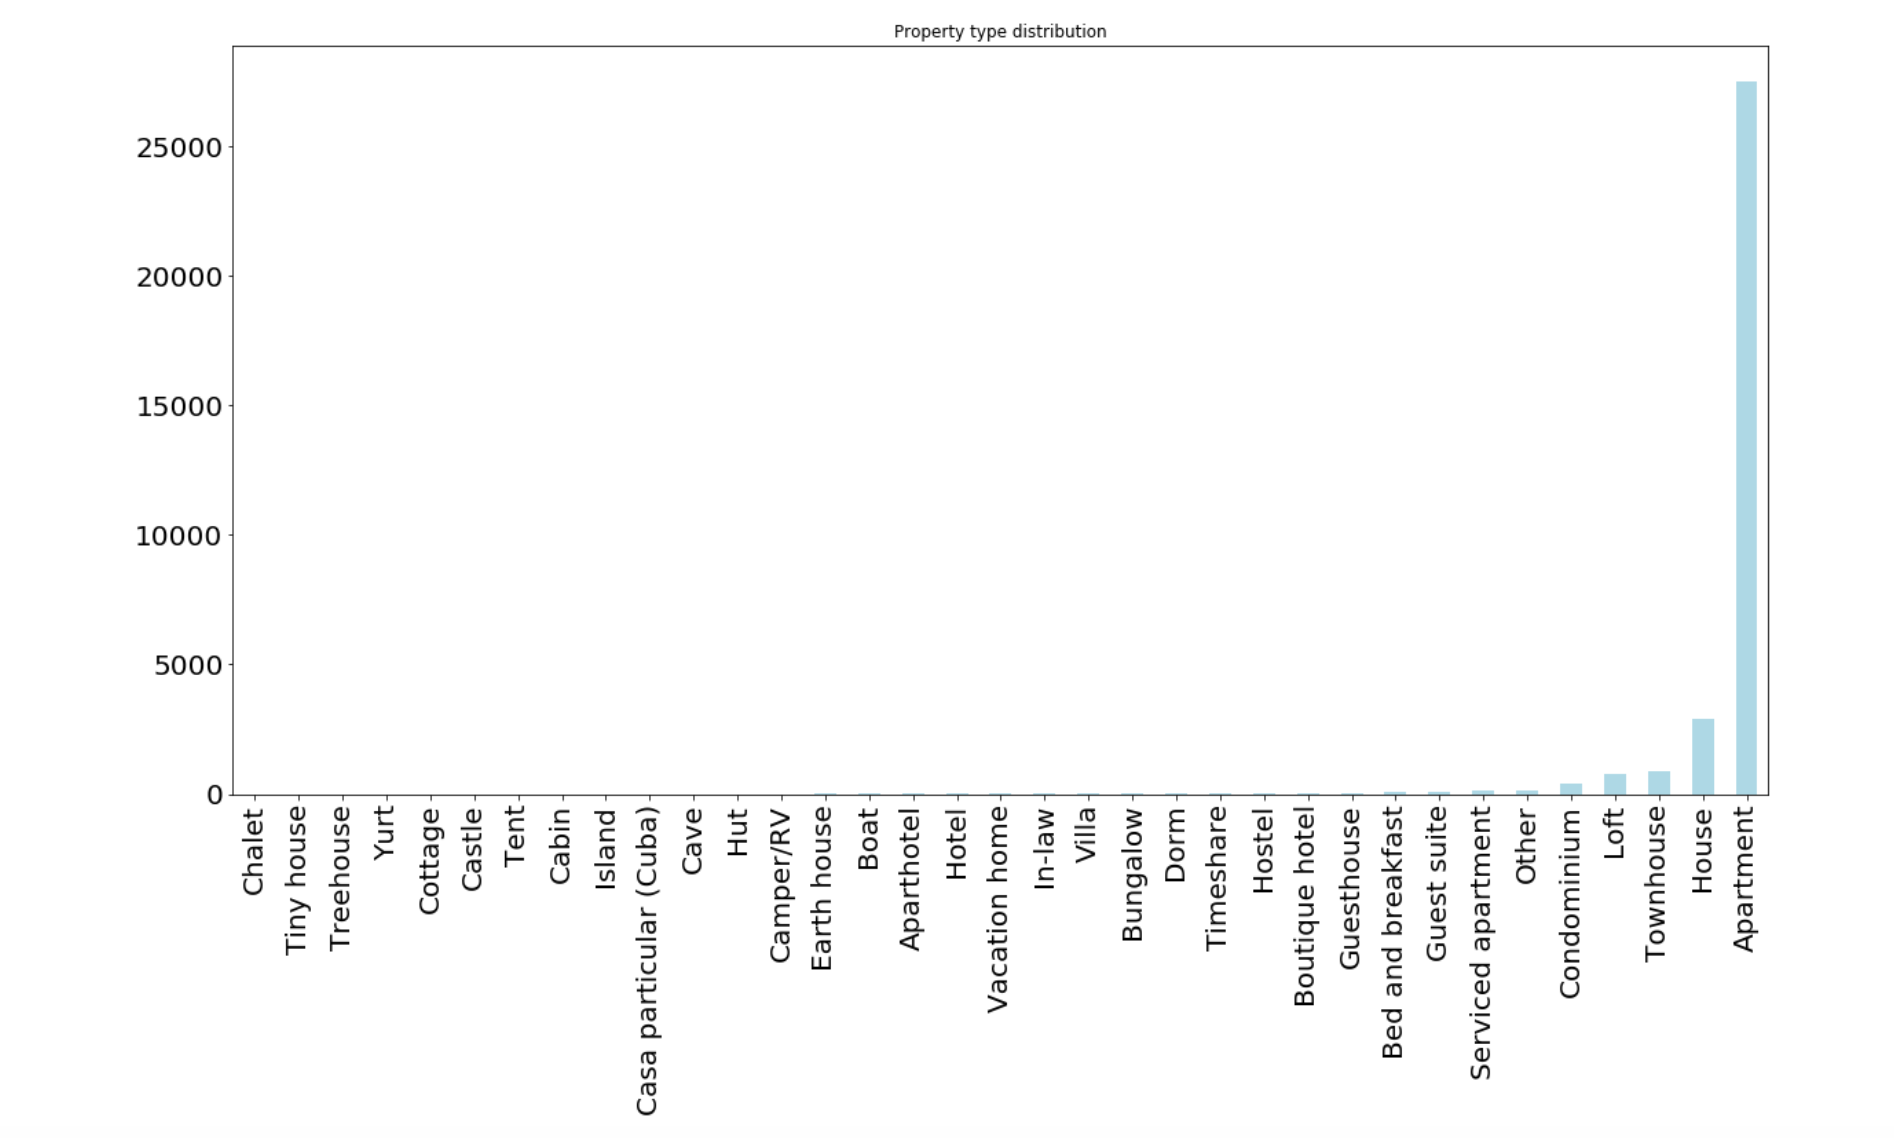 Property type distribution
25000
20000
15000
10000
5000
0
Chalet
Tiny house
Treehouse
Yurt
Cottage
Castle
Tent
Cabin
Island
Casa particular (Cuba)
Cave
Hut
Camper/RV
Earth house
Boat
Aparthotel
Hotel
Vacation home
In-law
Villa
Bungalow
Dorm
Timeshare
Hostel
Boutique hotel
Guesthouse
Bed and breakfast
Guest suite
Serviced apartment
Other
Condominium
Loft
Townhouse
House
Apartment